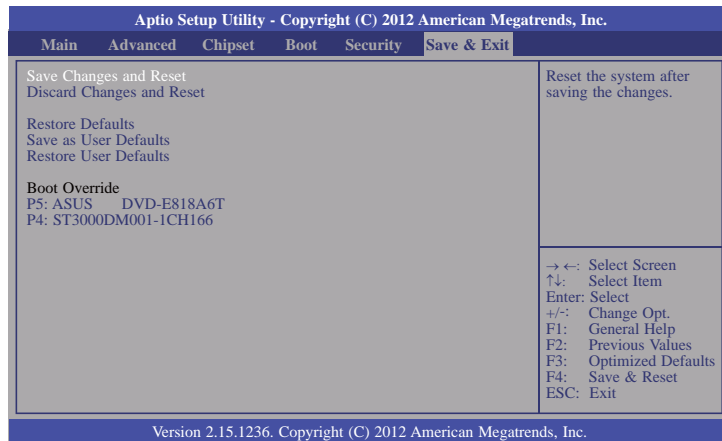 Aptio Setup Utility - Copyright (C) 2012 American Megatrends, Inc.
Main Advanced Chipset Boot Security Save & Exit
Save Changes and Reset
Discard Changes and Reset
Restore Defaults
Save as User Defaults
Restore User Defaults
Boot Override
P5: ASUS DVD-E818A6T
P4: ST3000DM001-1CH166
Reset the system after
saving the changes.
→←: Select Screen
↑↓: Select Item
Enter: Select
+/-: Change Opt.
F1: General Help
F2: Previous Values
F3: Optimized Defaults
F4: Save & Reset
ESC: Exit
Version 2.15.1236. Copyright (C) 2012 American Megatrends, Inc.